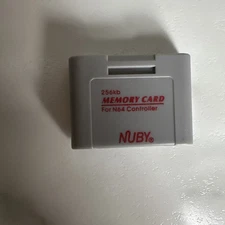 256kb
MEMORY CARD
For N64 Controller
NUBY®